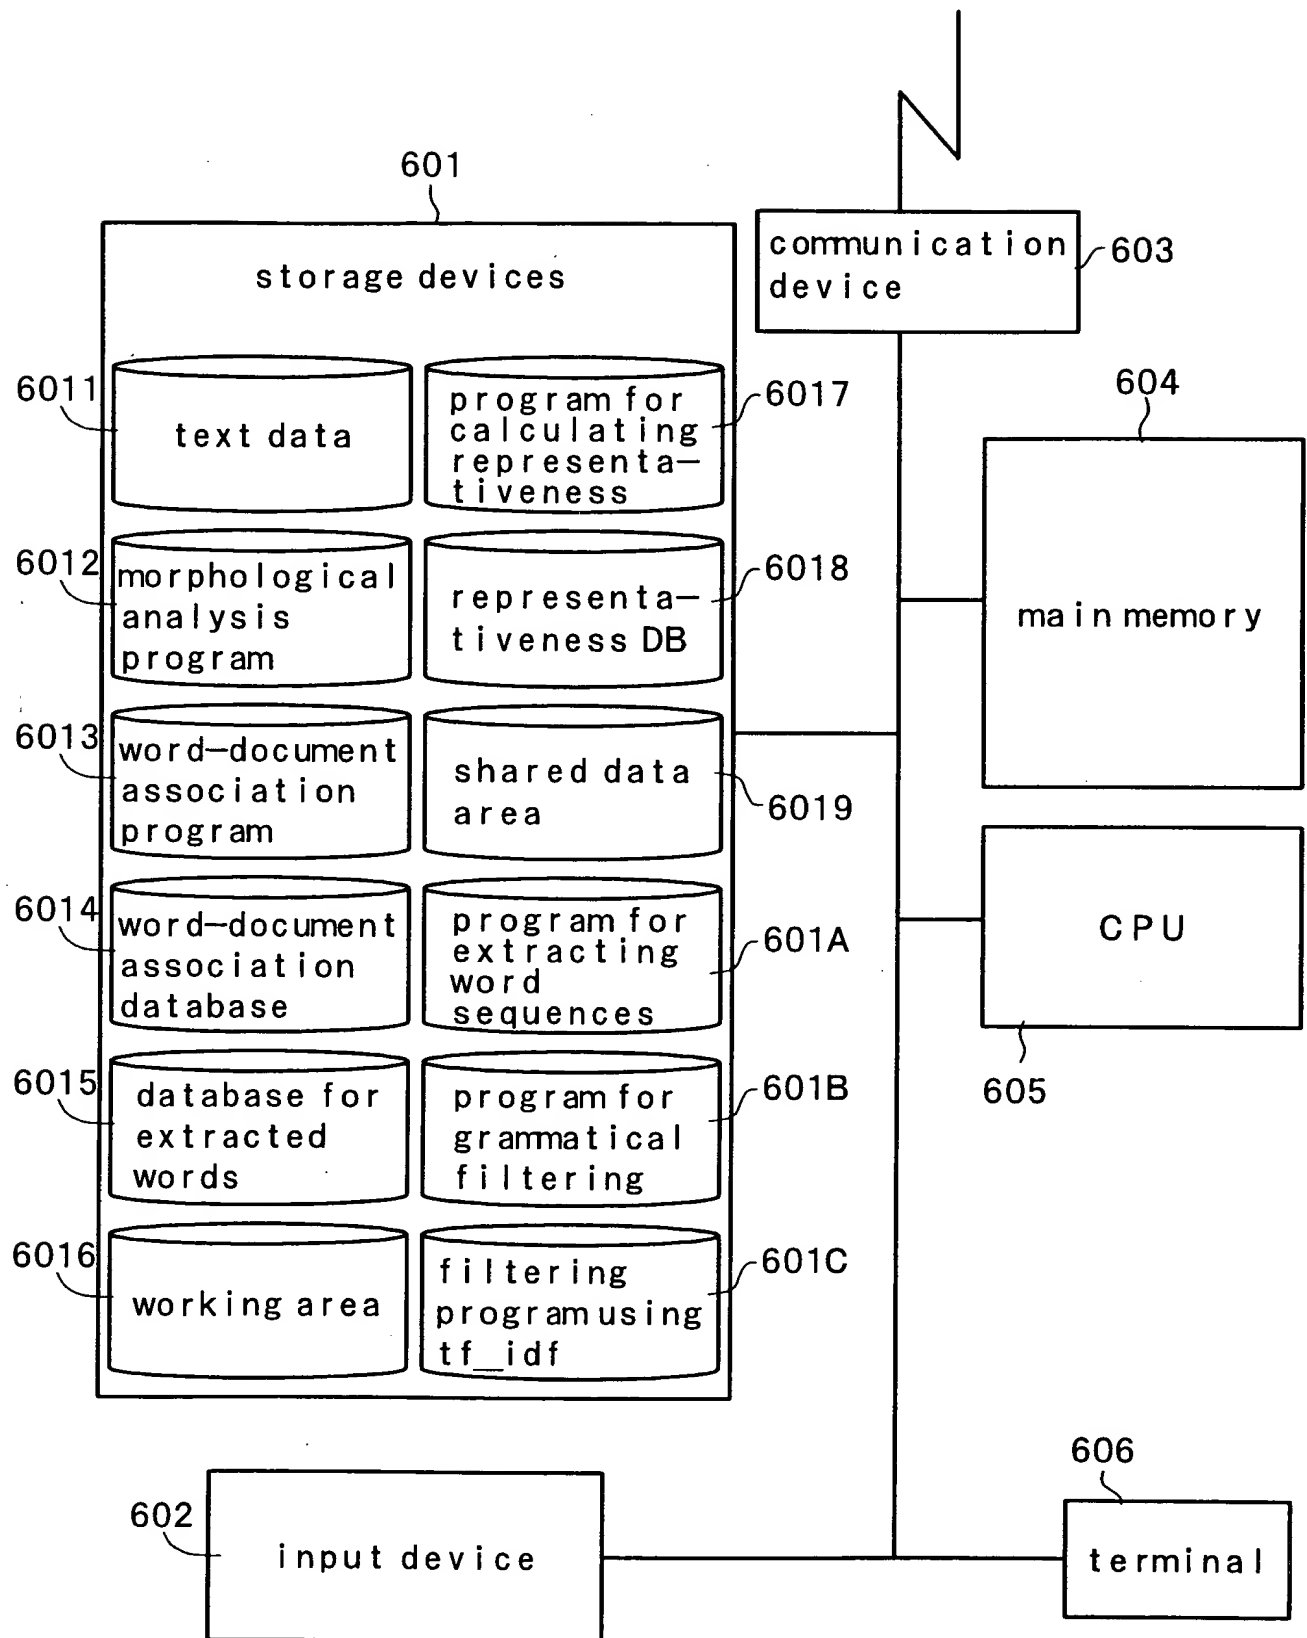 601
storage devices
communication
device
603
604
6011
text data
program for
calculating
representa—
tiveness
6017
6012
morphological
analysis
program
representa—
tiveness DB
6018
main memory
6013
word—document
association
program
shared data
area
6019
6014
word—document
association
database
program for
extracting
word
sequences
601A
CPU
605
6015
database for
extracted
words
program for
grammatical
filtering
601B
6016
working area
filtering
program using
tf_idf
601C
602
input device
606
terminal